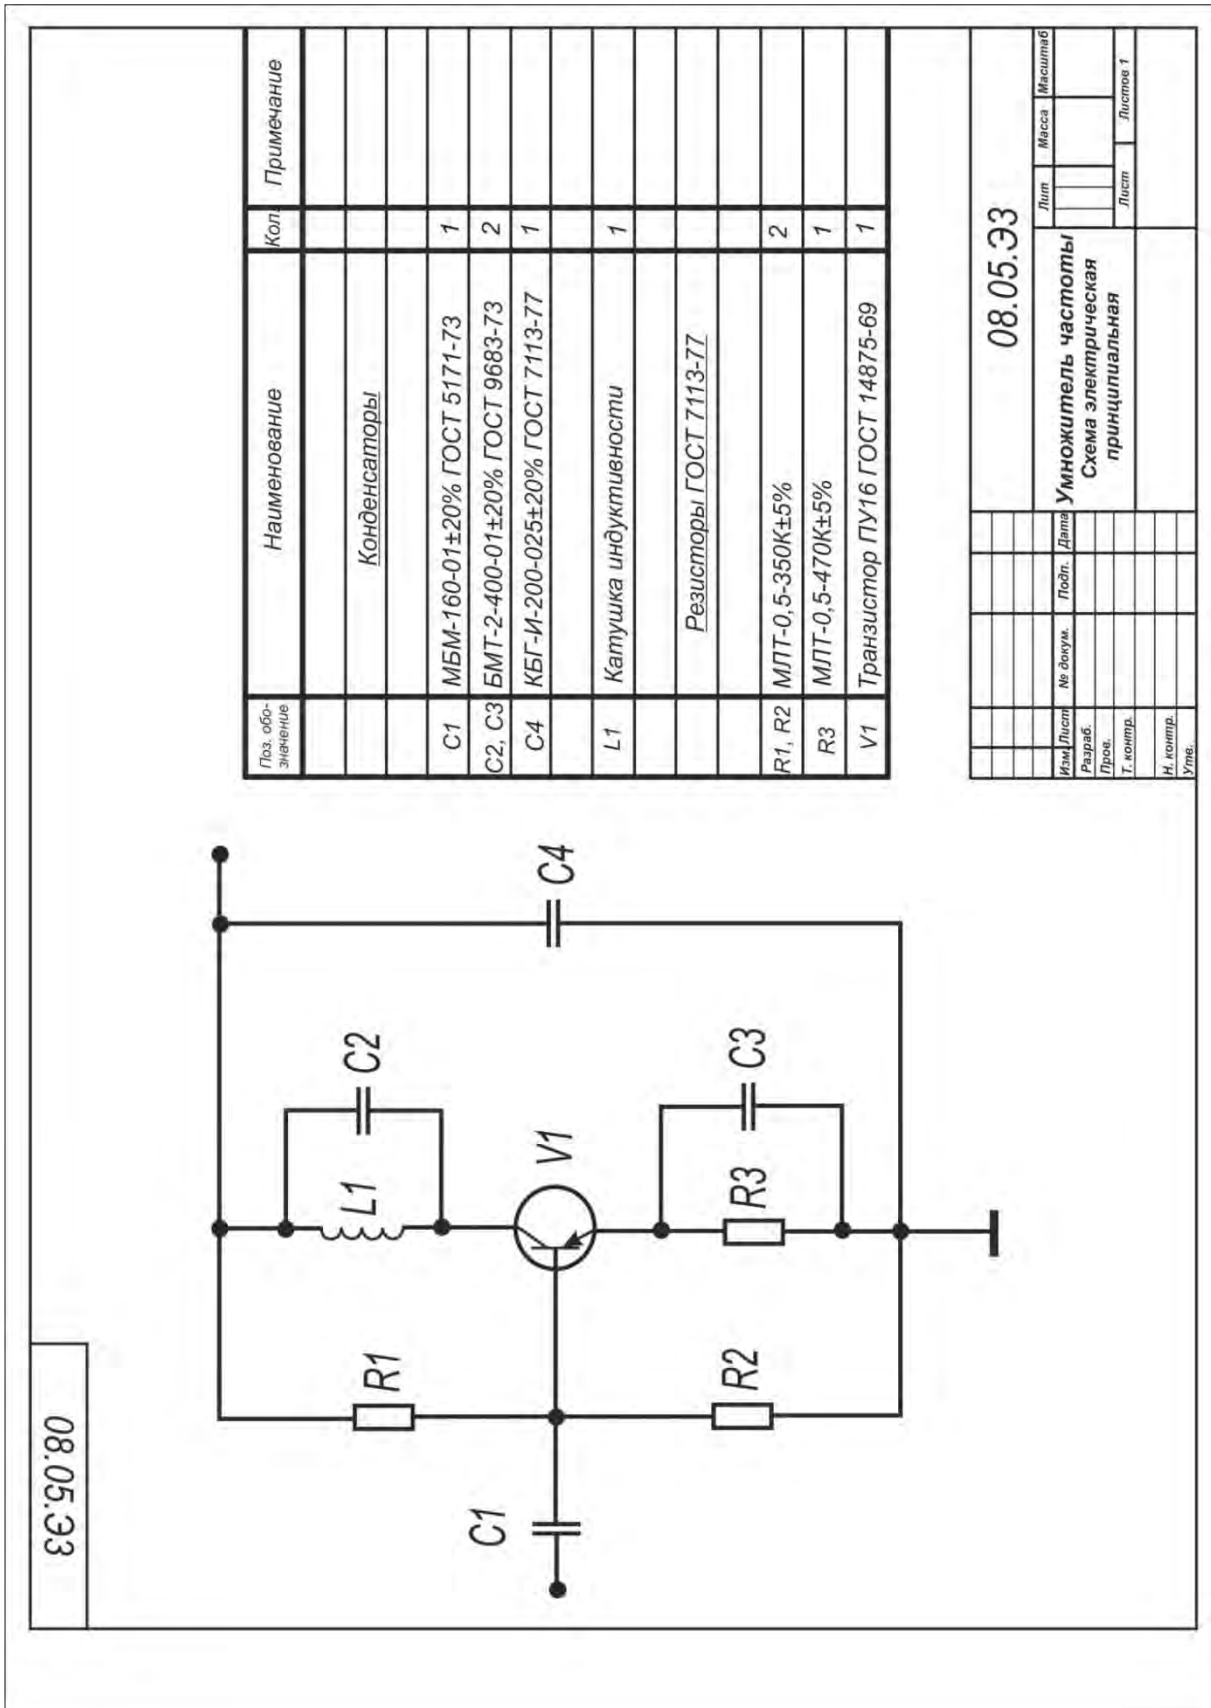 08.05.ЭЗ
C1
R1
R2
L1
C2
V1
R3
C3
C4
Поз. обо-
значение
Наименование
Кол.
Примечание
Конденсаторы
C1 МБМ-160-01±20% ГОСТ 5171-73 1
C2, C3 БМТ-2-400-01±20% ГОСТ 9683-73 2
C4 КБГ-И-200-025±20% ГОСТ 7113-77 1
L1 Катушка индуктивности 1
Резисторы ГОСТ 7113-77
R1, R2 МЛТ-0,5-350К±5% 2
R3 МЛТ-0,5-470К±5% 1
V1 Транзистор ПУ16 ГОСТ 14875-69 1
08.05.ЭЗ
Изм. Лист № докум. Подп. Дата
Разраб.
Пров.
Т. контр.
Н. контр.
Утв.
Умножитель частоты
Схема электрическая
принципиальная
Лит Масса Масштаб
Лист Листов 1